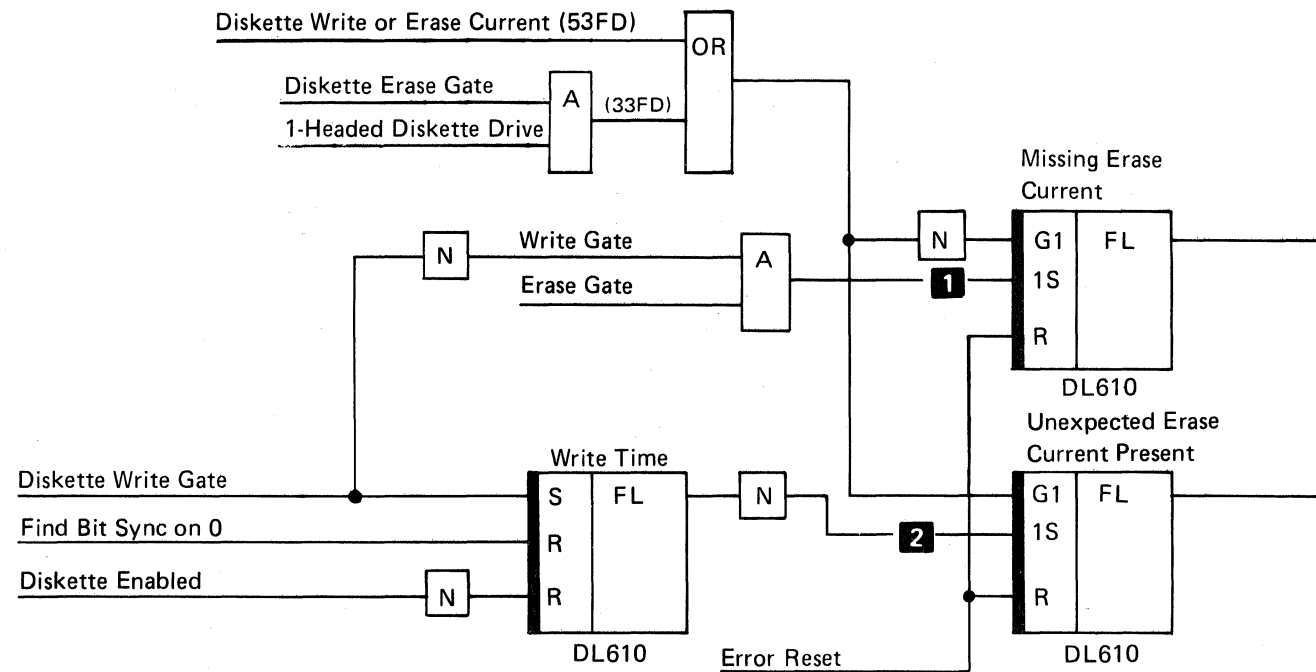 Diskette Write or Erase Current (53FD)
OR
Diskette Erase Gate
A
(33FD)
1-Headed Diskette Drive
Missing Erase
Current
N
Write Gate
A
N
G1
FL
Erase Gate
1
1S
R
DL610
Unexpected Erase
Current Present
Write Time
Diskette Write Gate
S
FL
N
G1
FL
Find Bit Sync on 0
R
2
1S
Diskette Enabled
N
R
R
DL610
DL610
Error Reset